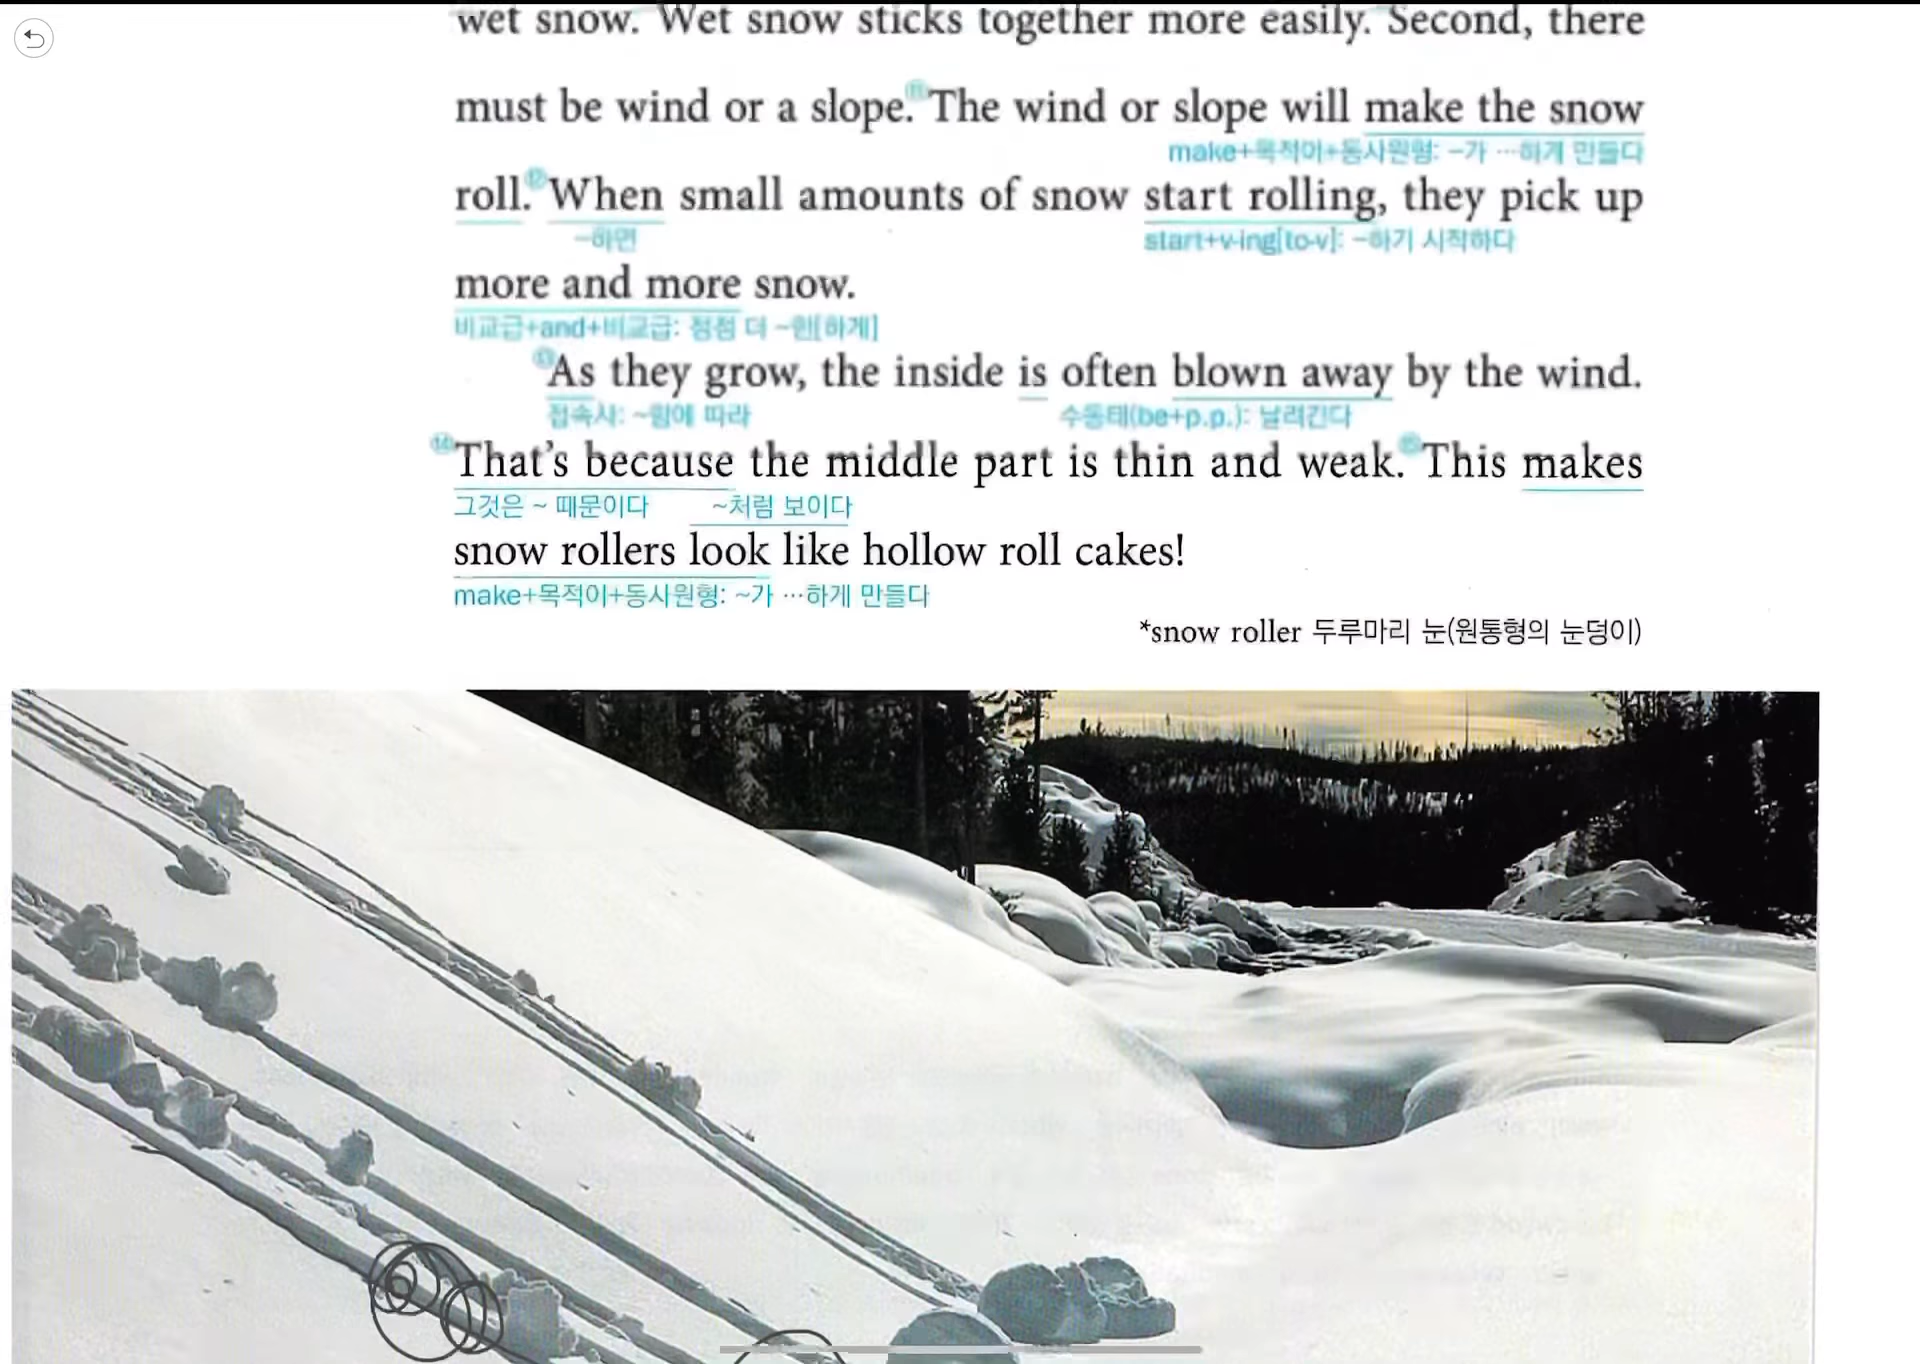 wet snow. Wet snow sticks together more easily. Second, there
must be wind or a slope. ⑪The wind or slope will make the snow
make+목적어+동사원형: ~가 …하게 만들다
roll. ⑫When small amounts of snow start rolling, they pick up
~하면 start+v-ing[to-v]: ~하기 시작하다
more and more snow.
비교급+and+비교급: 점점 더 ~한[하게]
⑬As they grow, the inside is often blown away by the wind.
접속사: ~함에 따라 수동태(be+p.p.): 날려간다
⑭That's because the middle part is thin and weak. ⑮This makes
그것은 ~ 때문이다 ~처럼 보이다
snow rollers look like hollow roll cakes!
make+목적어+동사원형: ~가 …하게 만들다
*snow roller 두루마리 눈(원통형의 눈덩이)